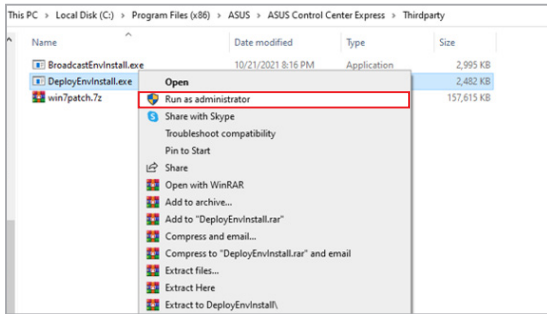 This PC > Local Disk (C:) > Program Files (x86) > ASUS > ASUS Control Center Express > Thirdparty
Name Date modified Type Size
BroadcastEnvInstall.exe 10/21/2021 8:16 PM Application 2,995 KB
DeployEnvInstall.exe 2,482 KB
win7patch.7z 157,615 KB
Open
Run as administrator
Share with Skype
Troubleshoot compatibility
Pin to Start
Share
Open with WinRAR
Add to archive...
Add to "DeployEnvInstall.rar"
Compress and email...
Compress to "DeployEnvInstall.rar" and email
Extract files...
Extract Here
Extract to DeployEnvInstall\